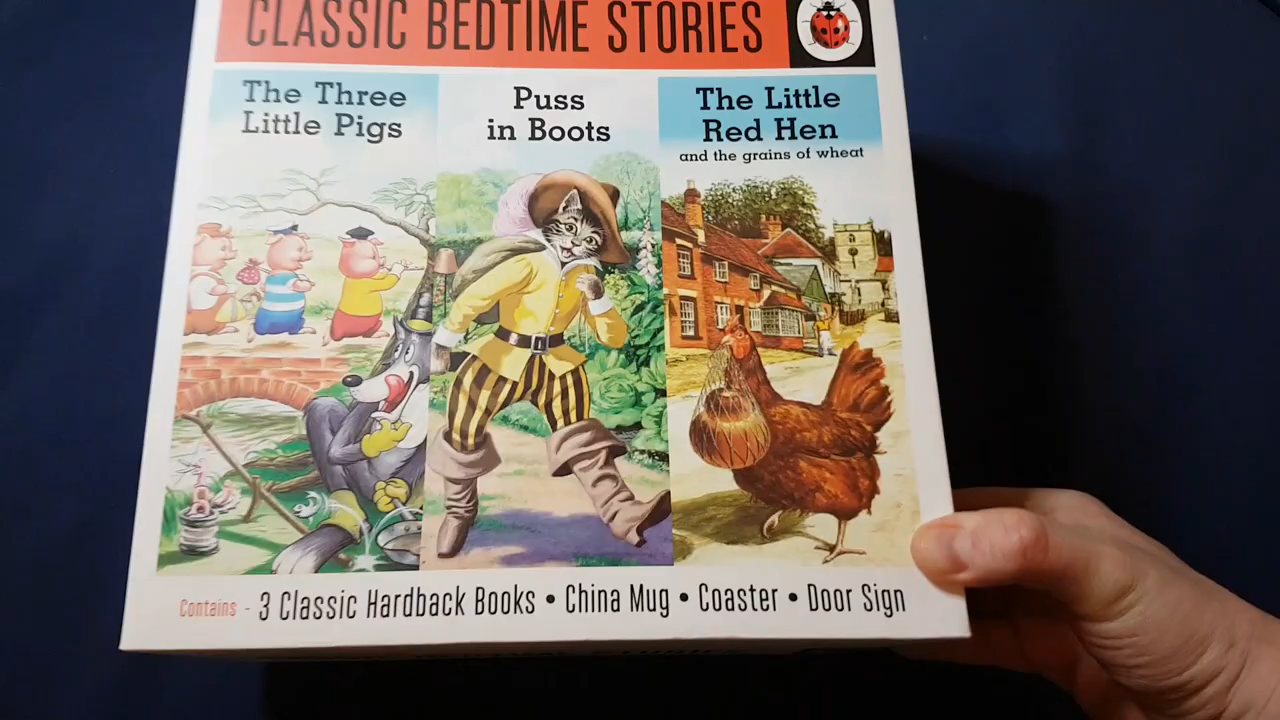 CLASSIC BEDTIME STORIES
The Three
Little Pigs
Puss
in Boots
The Little
Red Hen
and the grains of wheat
Contains - 3 Classic Hardback Books • China Mug • Coaster • Door Sign